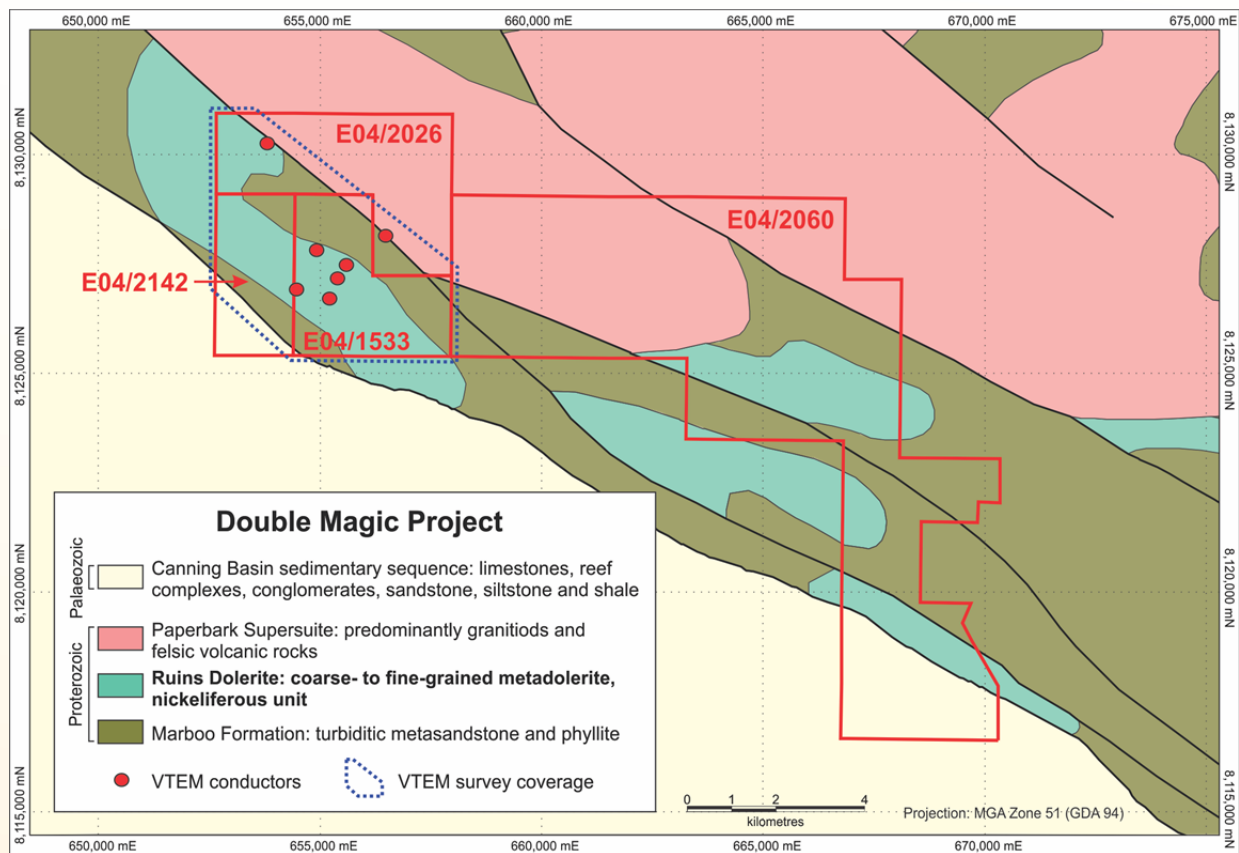 650,000 mE
655,000 mE
660,000 mE
665,000 mE
670,000 mE
675,000 mE
8,130,000 mN
8,130,000 mN
E04/2026
E04/2060
E04/2142
E04/1533
8,125,000 mN
8,125,000 mN
Double Magic Project
Palaeozoic
Canning Basin sedimentary sequence: limestones, reef
complexes, conglomerates, sandstone, siltstone and shale
Proterozoic
Paperbark Supersuite: predominantly granitiods and
felsic volcanic rocks
Ruins Dolerite: coarse- to fine-grained metadolerite,
nickeliferous unit
Marboo Formation: turbiditic metasandstone and phyllite
VTEM conductors
VTEM survey coverage
8,120,000 mN
8,120,000 mN
0 1 2 4
kilometres
Projection: MGA Zone 51 (GDA 94)
8,115,000 mN
8,115,000 mN
650,000 mE
655,000 mE
660,000 mE
665,000 mE
670,000 mE